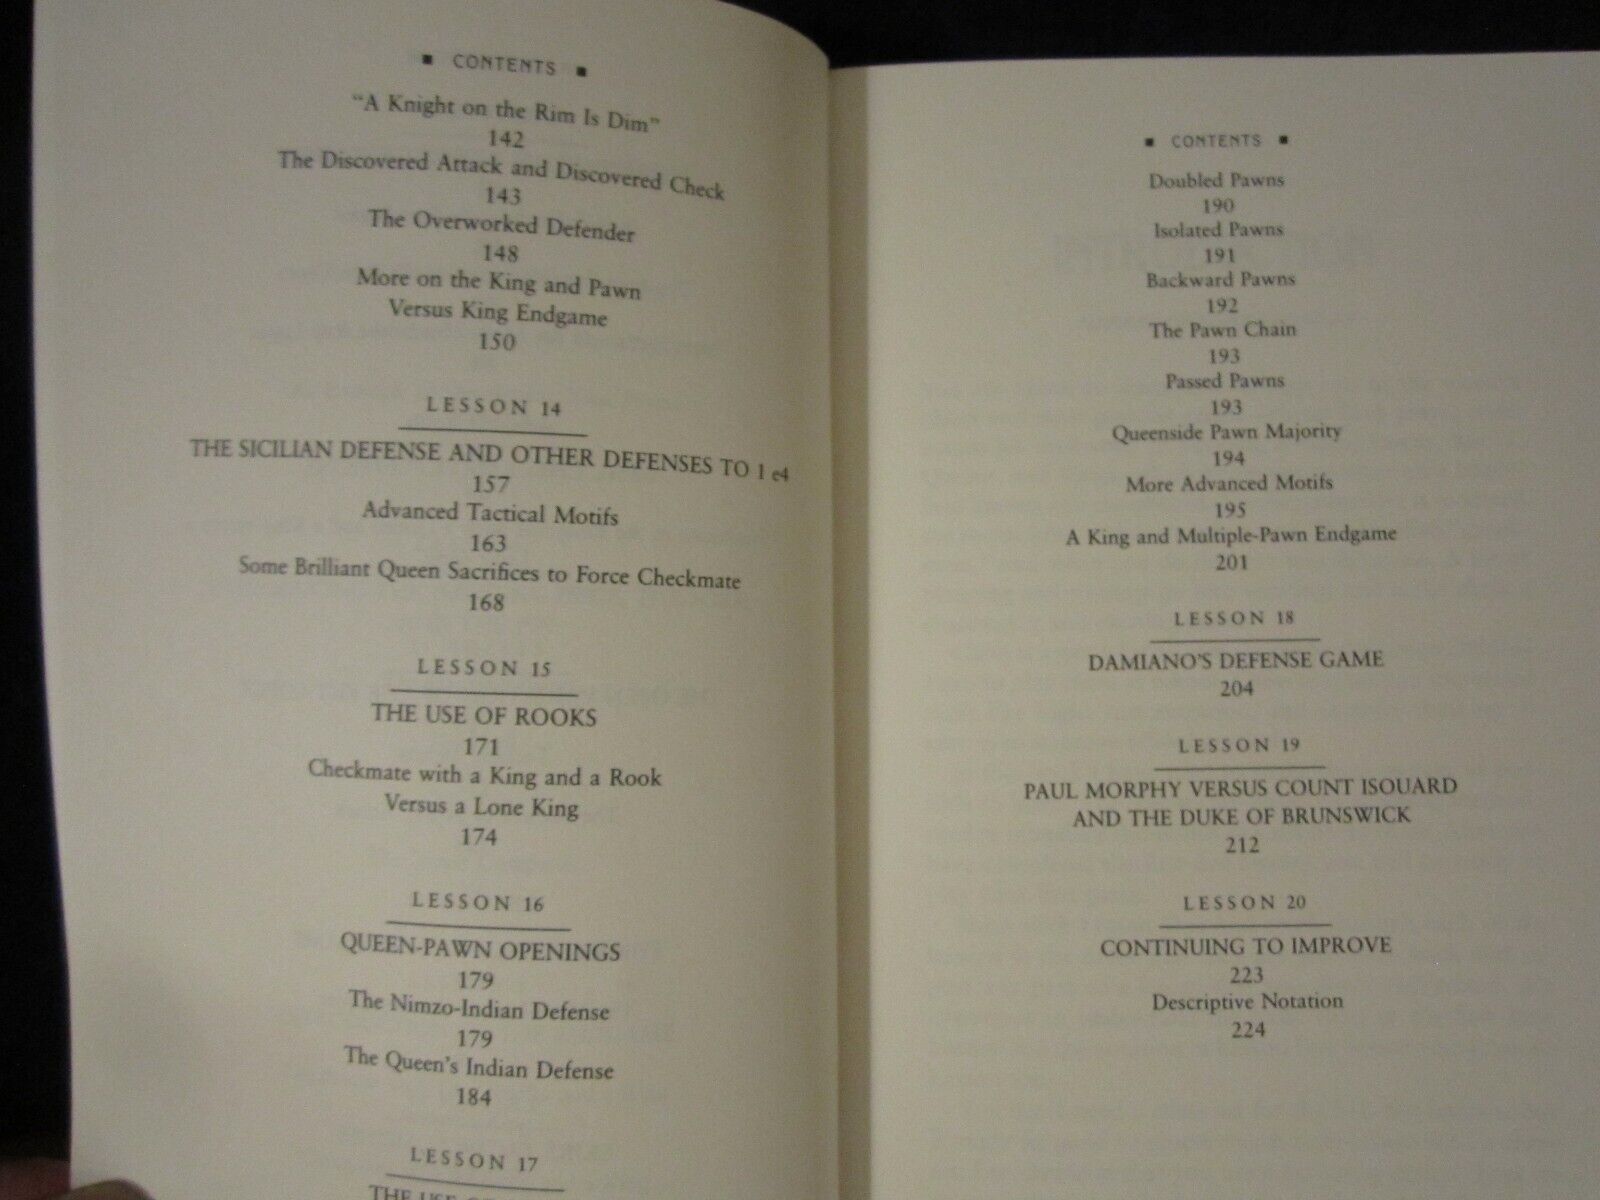 ▪ CONTENTS ▪
"A Knight on the Rim Is Dim"
142
The Discovered Attack and Discovered Check
143
The Overworked Defender
148
More on the King and Pawn
Versus King Endgame
150
LESSON 14
THE SICILIAN DEFENSE AND OTHER DEFENSES TO 1 e4
157
Advanced Tactical Motifs
163
Some Brilliant Queen Sacrifices to Force Checkmate
168
LESSON 15
THE USE OF ROOKS
171
Checkmate with a King and a Rook
Versus a Lone King
174
LESSON 16
QUEEN-PAWN OPENINGS
179
The Nimzo-Indian Defense
179
The Queen's Indian Defense
184
LESSON 17
THE USE OF
▪ CONTENTS ▪
Doubled Pawns
190
Isolated Pawns
191
Backward Pawns
192
The Pawn Chain
193
Passed Pawns
193
Queenside Pawn Majority
194
More Advanced Motifs
195
A King and Multiple-Pawn Endgame
201
LESSON 18
DAMIANO'S DEFENSE GAME
204
LESSON 19
PAUL MORPHY VERSUS COUNT ISOUARD
AND THE DUKE OF BRUNSWICK
212
LESSON 20
CONTINUING TO IMPROVE
223
Descriptive Notation
224